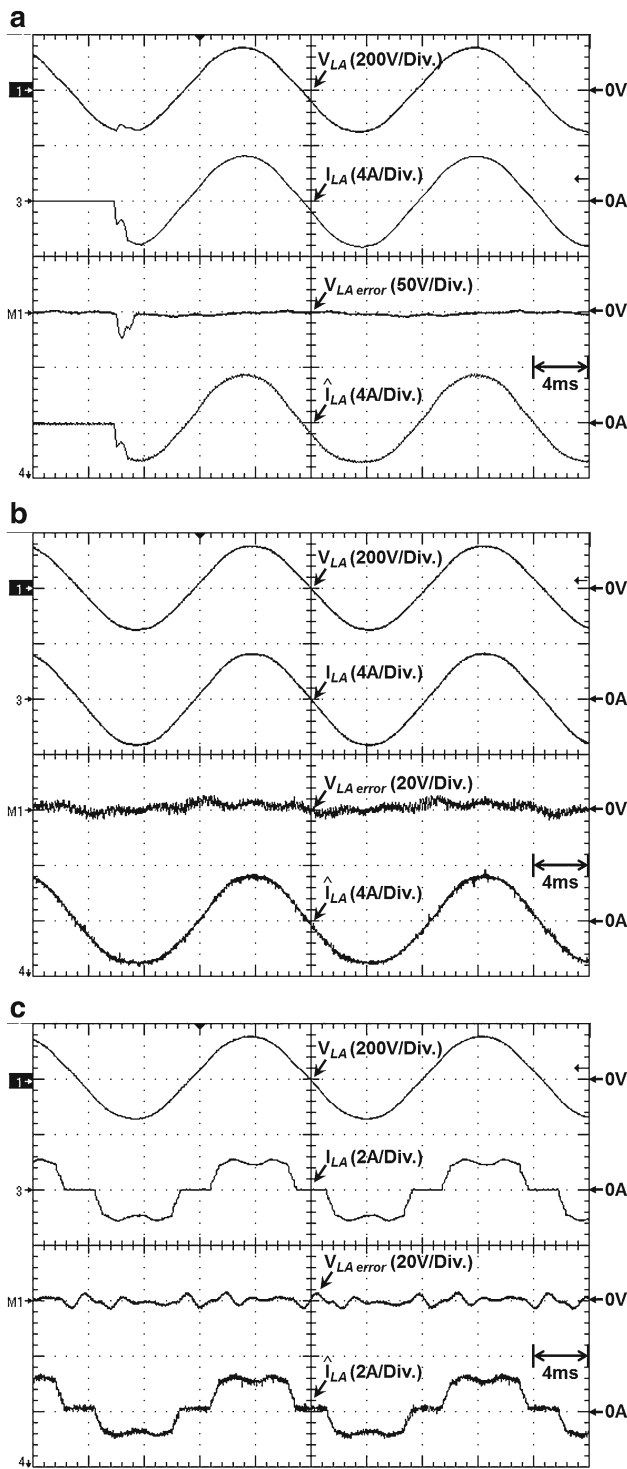 a
V_LA (200V/Div.)
1
0V
I_LA (4A/Div.)
3
0A
V_LA error (50V/Div.)
M1
0V
4ms
Î_LA (4A/Div.)
0A
4
b
V_LA (200V/Div.)
1
0V
I_LA (4A/Div.)
3
0A
V_LA error (20V/Div.)
M1
0V
4ms
Î_LA (4A/Div.)
0A
4
c
V_LA (200V/Div.)
1
0V
I_LA (2A/Div.)
3
0A
V_LA error (20V/Div.)
M1
0V
4ms
Î_LA (2A/Div.)
0A
4